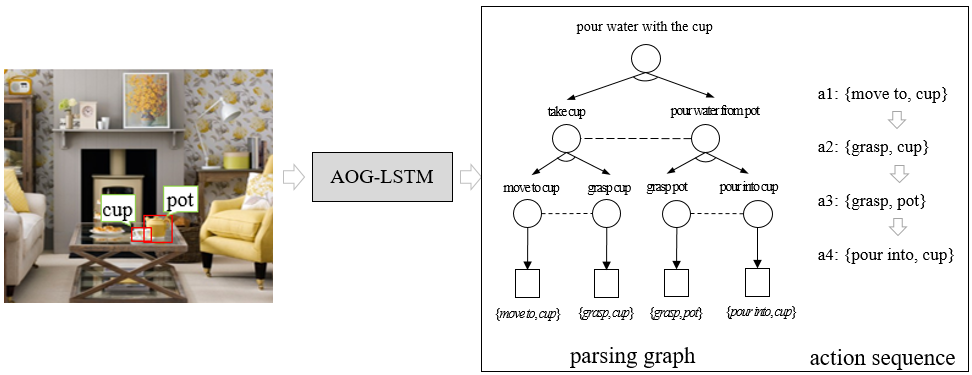 cup
pot
AOG-LSTM
pour water with the cup
take cup
pour water from pot
move to cup
grasp cup
grasp pot
pour into cup
{move to, cup}
{grasp, cup}
{grasp, pot}
{pour into, cup}
parsing graph
a1: {move to, cup}
a2: {grasp, cup}
a3: {grasp, pot}
a4: {pour into, cup}
action sequence